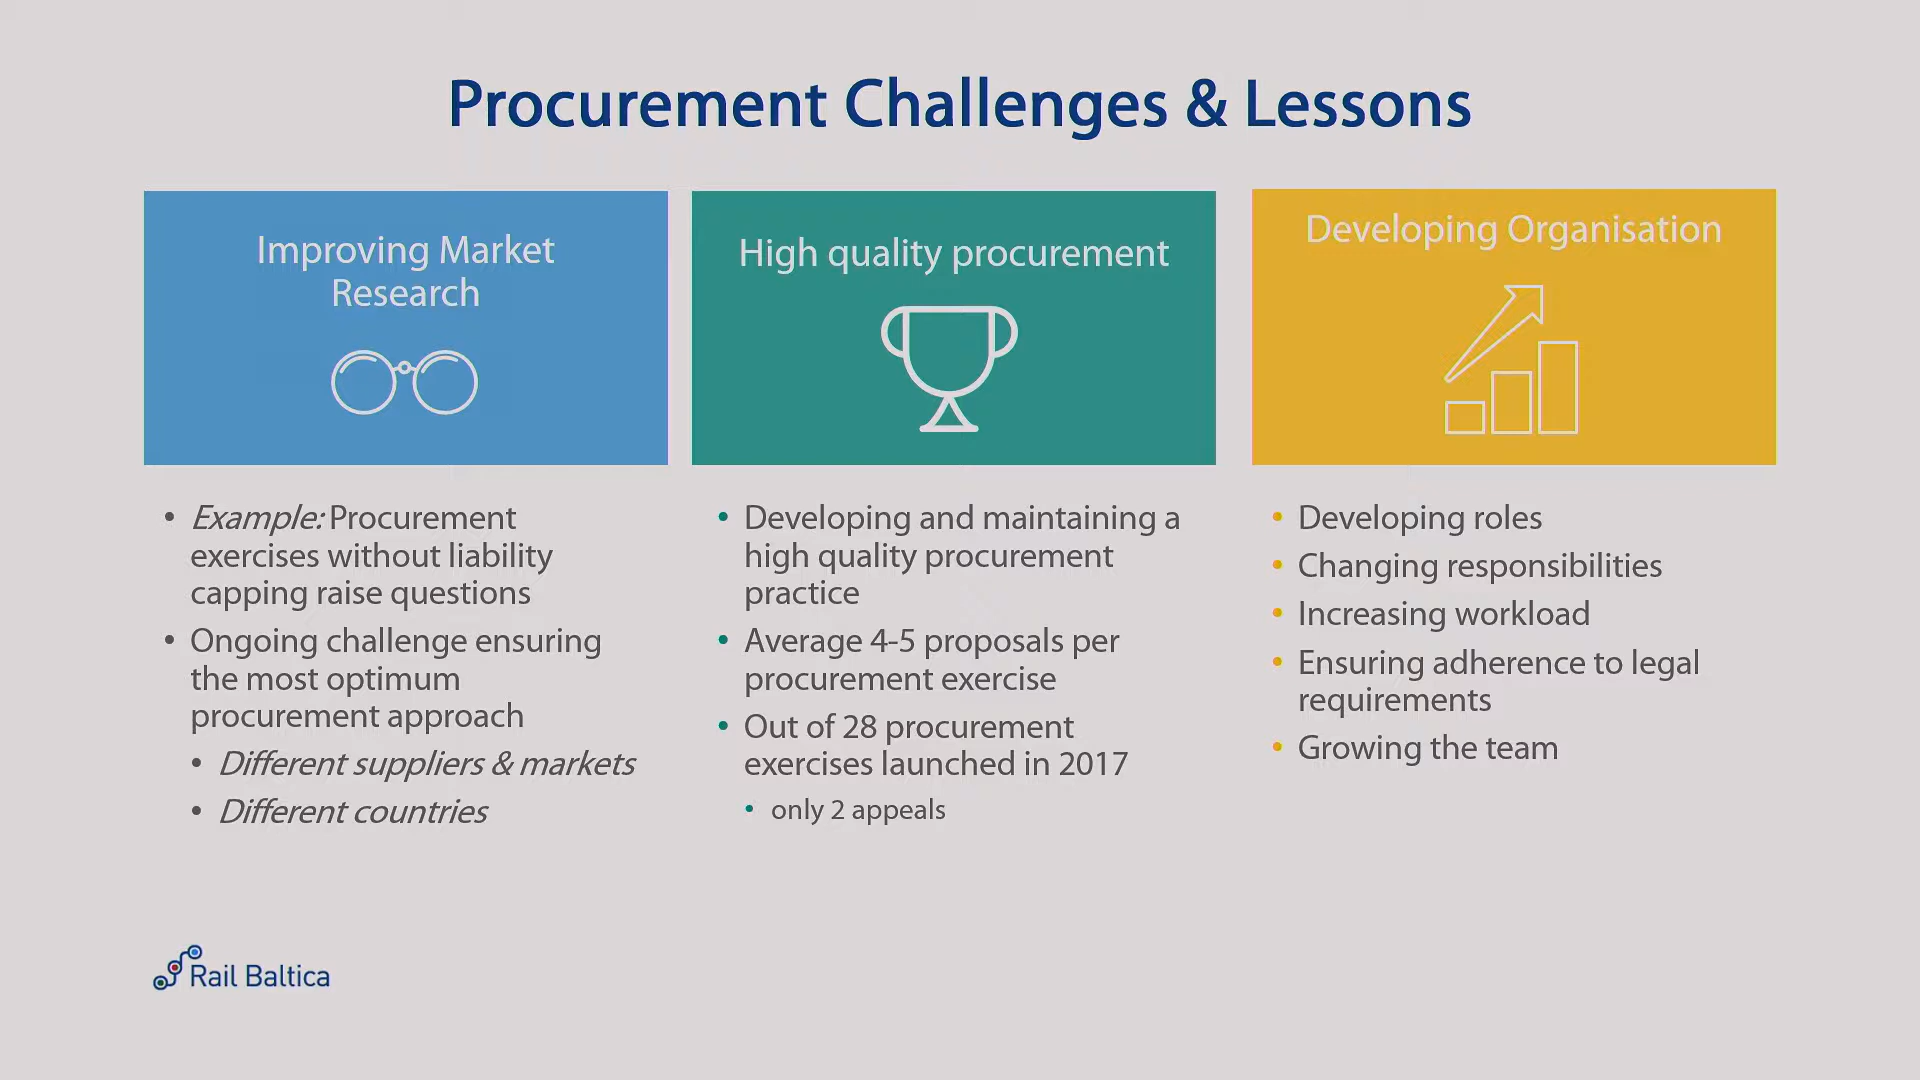 Procurement Challenges & Lessons
Improving Market
Research
High quality procurement
Developing Organisation
• Example: Procurement
exercises without liability
capping raise questions
• Ongoing challenge ensuring
the most optimum
procurement approach
• Different suppliers & markets
• Different countries
• Developing and maintaining a
high quality procurement
practice
• Average 4-5 proposals per
procurement exercise
• Out of 28 procurement
exercises launched in 2017
• only 2 appeals
• Developing roles
• Changing responsibilities
• Increasing workload
• Ensuring adherence to legal
requirements
• Growing the team
Rail Baltica